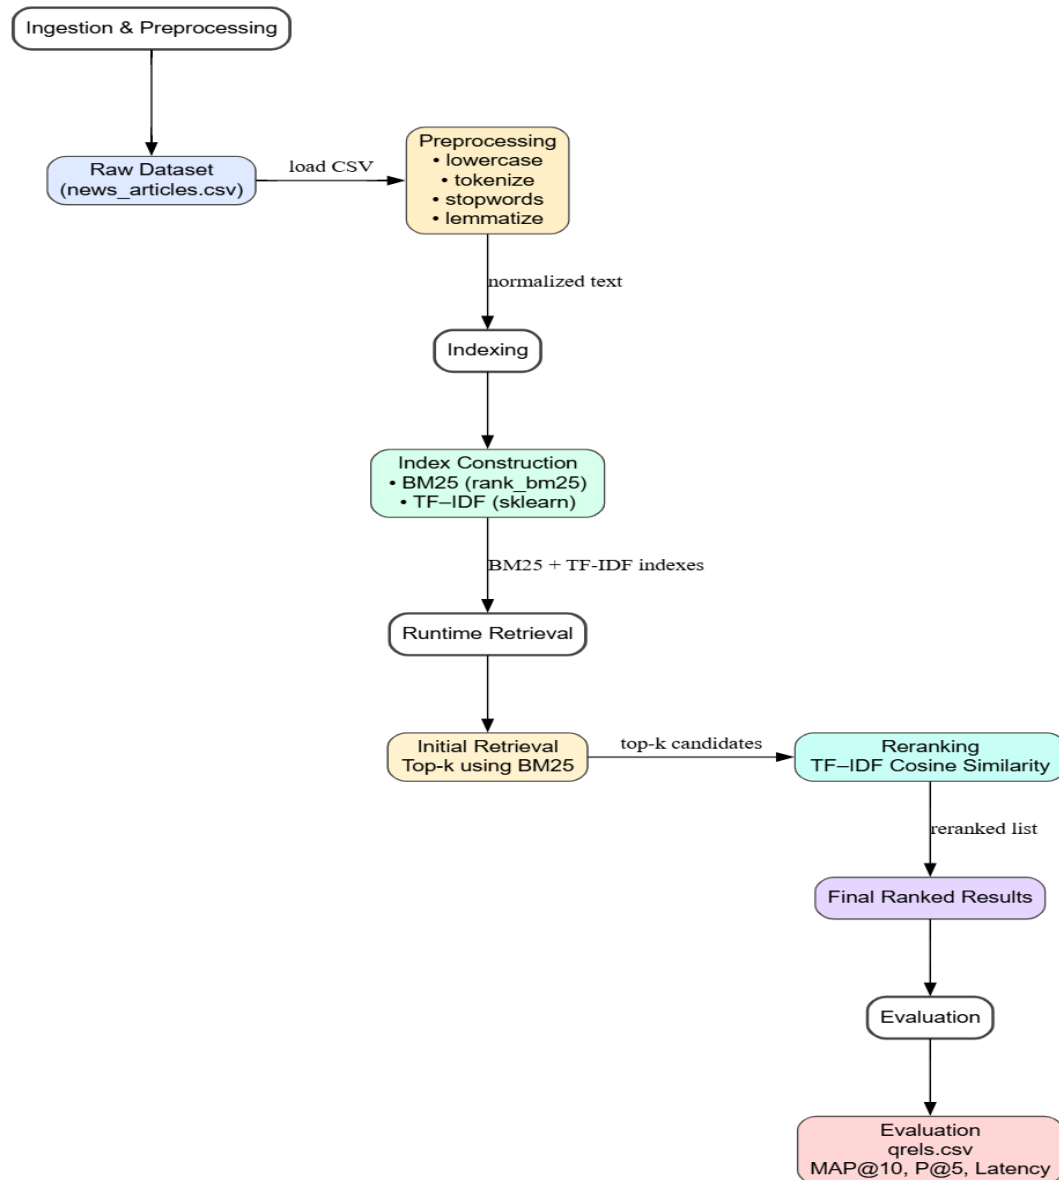 Ingestion & Preprocessing
Raw Dataset
(news_articles.csv)
load CSV
Preprocessing
• lowercase
• tokenize
• stopwords
• lemmatize
normalized text
Indexing
Index Construction
• BM25 (rank_bm25)
• TF–IDF (sklearn)
BM25 + TF-IDF indexes
Runtime Retrieval
Initial Retrieval
Top-k using BM25
top-k candidates
Reranking
TF–IDF Cosine Similarity
reranked list
Final Ranked Results
Evaluation
Evaluation
qrels.csv
MAP@10, P@5, Latency